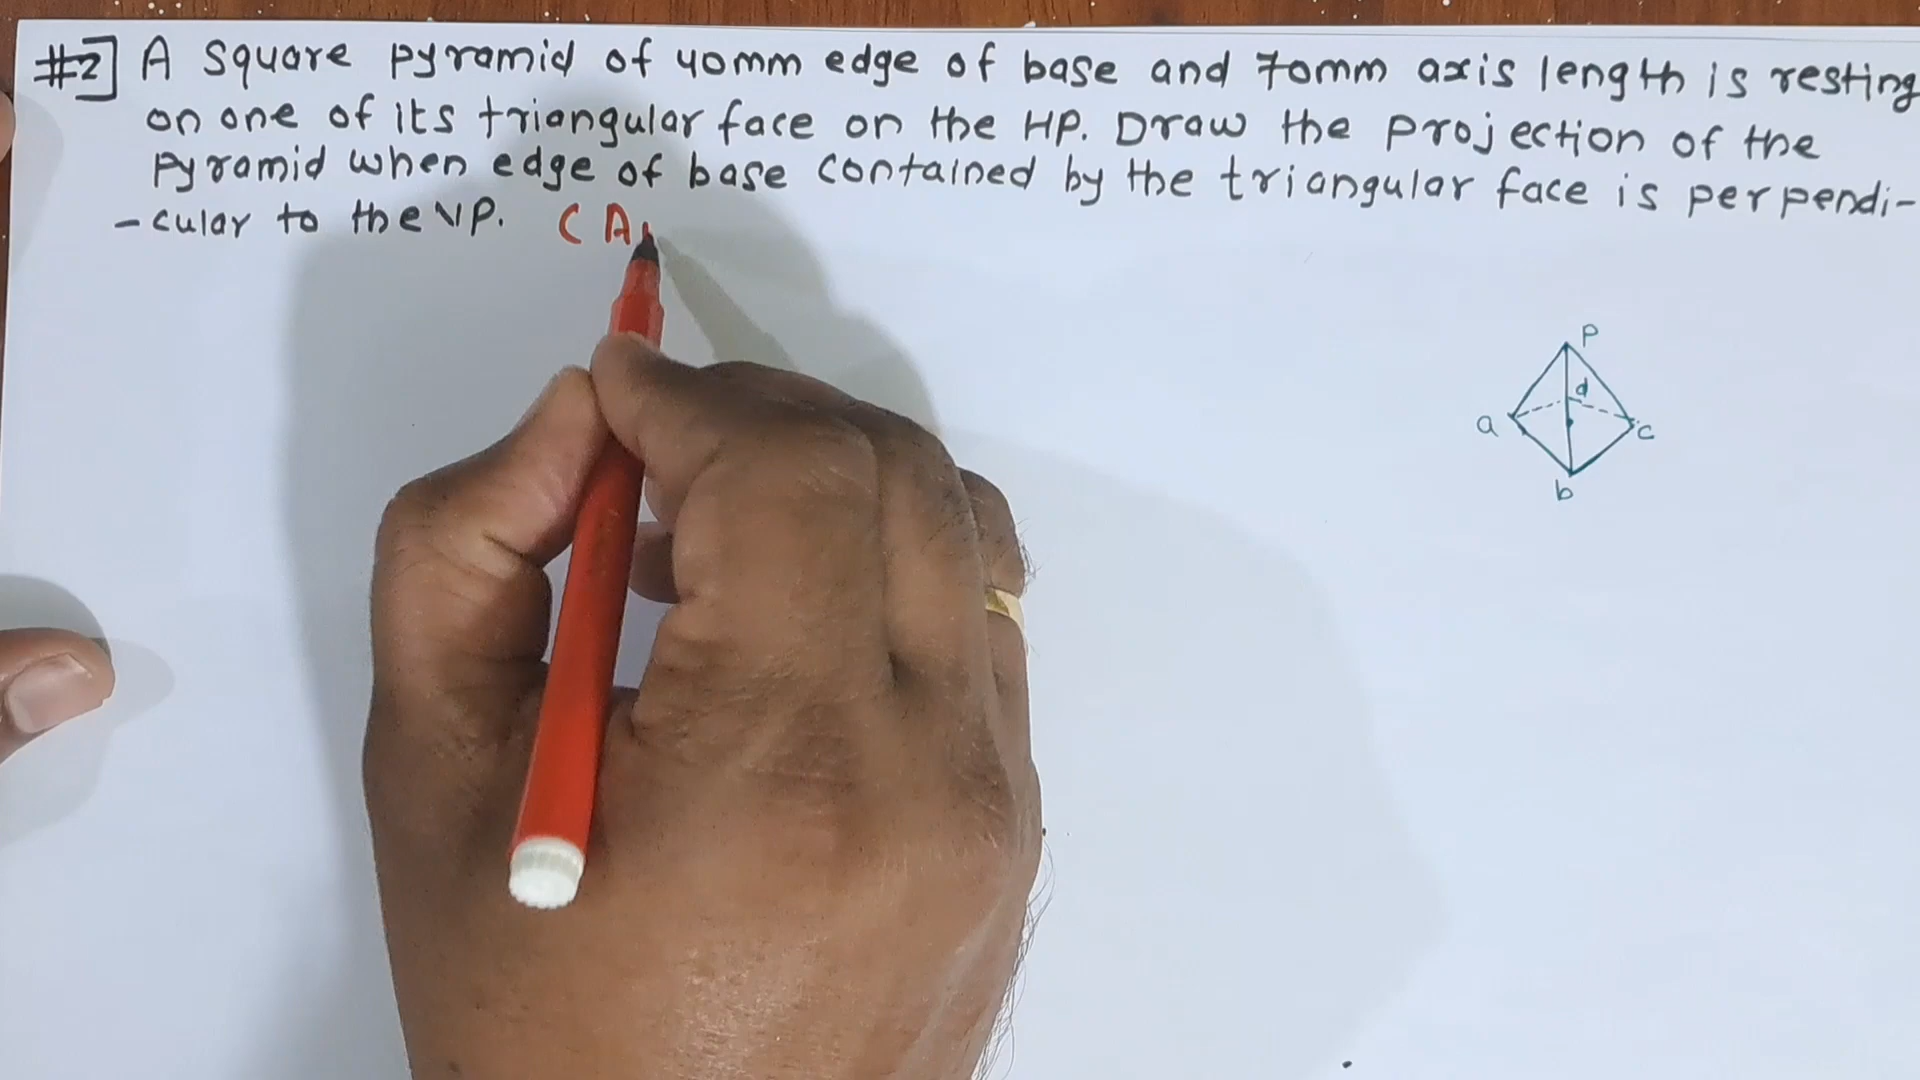 #2] A square pyramid of 40mm edge of base and 70mm axis length is resting
on one of its triangular face on the HP. Draw the projection of the
pyramid when edge of base contained by the triangular face is perpendi-
-cular to the VP. ( A
P
d
a
c
b